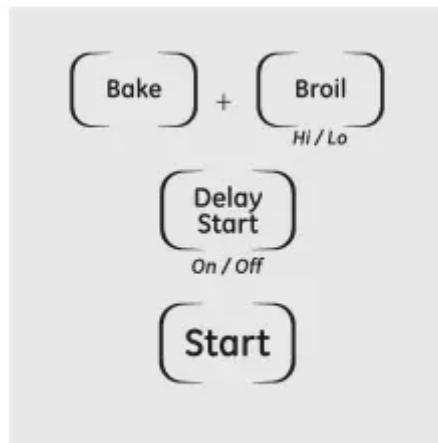 Bake + Broil
Hi / Lo
Delay
Start
On / Off
Start